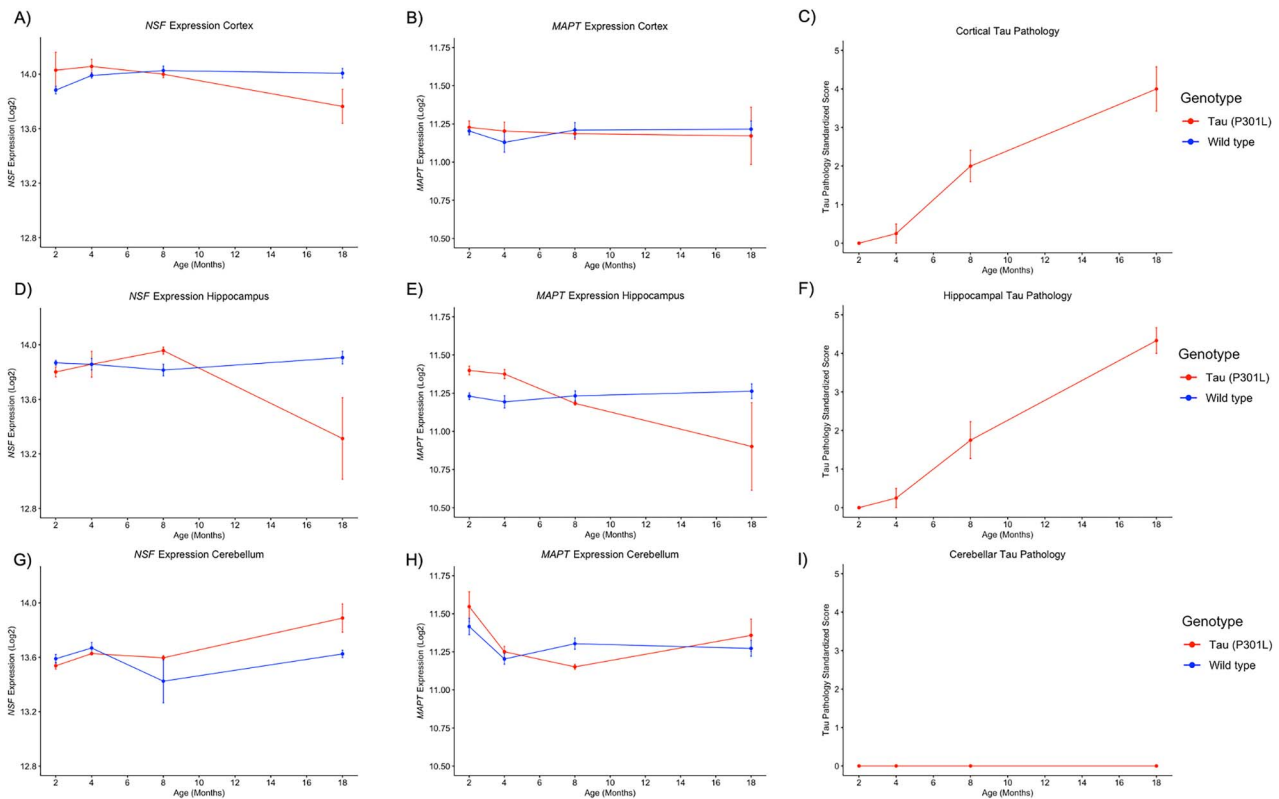 A)
NSF Expression Cortex
NSF Expression (Log2)
14.0
13.6
13.2
12.8
2 4 6 8 10 12 14 16 18
Age (Months)
B)
MAPT Expression Cortex
MAPT Expression (Log2)
11.75
11.50
11.25
11.00
10.75
10.50
2 4 6 8 10 12 14 16 18
Age (Months)
C)
Cortical Tau Pathology
Tau Pathology Standardized Score
5
4
3
2
1
0
2 4 6 8 10 12 14 16 18
Age (Months)
Genotype
Tau (P301L)
Wild type
D)
NSF Expression Hippocampus
NSF Expression (Log2)
14.0
13.6
13.2
12.8
2 4 6 8 10 12 14 16 18
Age (Months)
E)
MAPT Expression Hippocampus
MAPT Expression (Log2)
11.75
11.50
11.25
11.00
10.75
10.50
2 4 6 8 10 12 14 16 18
Age (Months)
F)
Hippocampal Tau Pathology
Tau Pathology Standardized Score
5
4
3
2
1
0
2 4 6 8 10 12 14 16 18
Age (Months)
Genotype
Tau (P301L)
Wild type
G)
NSF Expression Cerebellum
NSF Expression (Log2)
14.0
13.6
13.2
12.8
2 4 6 8 10 12 14 16 18
Age (Months)
H)
MAPT Expression Cerebellum
MAPT Expression (Log2)
11.75
11.50
11.25
11.00
10.75
10.50
2 4 6 8 10 12 14 16 18
Age (Months)
I)
Cerebellar Tau Pathology
Tau Pathology Standardized Score
5
4
3
2
1
0
2 4 6 8 10 12 14 16 18
Age (Months)
Genotype
Tau (P301L)
Wild type